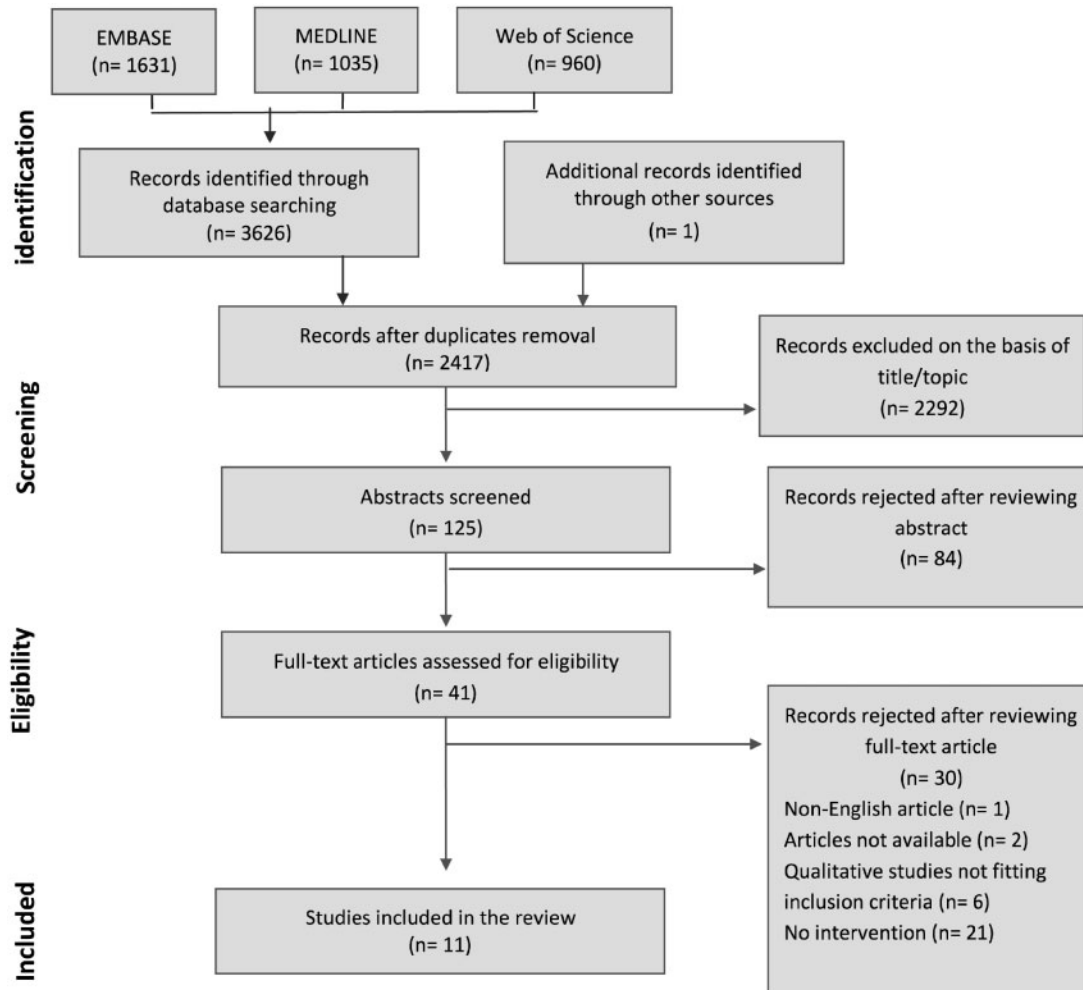 EMBASE
(n= 1631)
MEDLINE
(n= 1035)
Web of Science
(n= 960)
identification
Records identified through
database searching
(n= 3626)
Additional records identified
through other sources
(n= 1)
Records after duplicates removal
(n= 2417)
Records excluded on the basis of
title/topic
(n= 2292)
Screening
Abstracts screened
(n= 125)
Records rejected after reviewing
abstract
(n= 84)
Eligibility
Full-text articles assessed for eligibility
(n= 41)
Records rejected after reviewing
full-text article
(n= 30)
Non-English article (n= 1)
Articles not available (n= 2)
Qualitative studies not fitting
inclusion criteria (n= 6)
No intervention (n= 21)
Included
Studies included in the review
(n= 11)